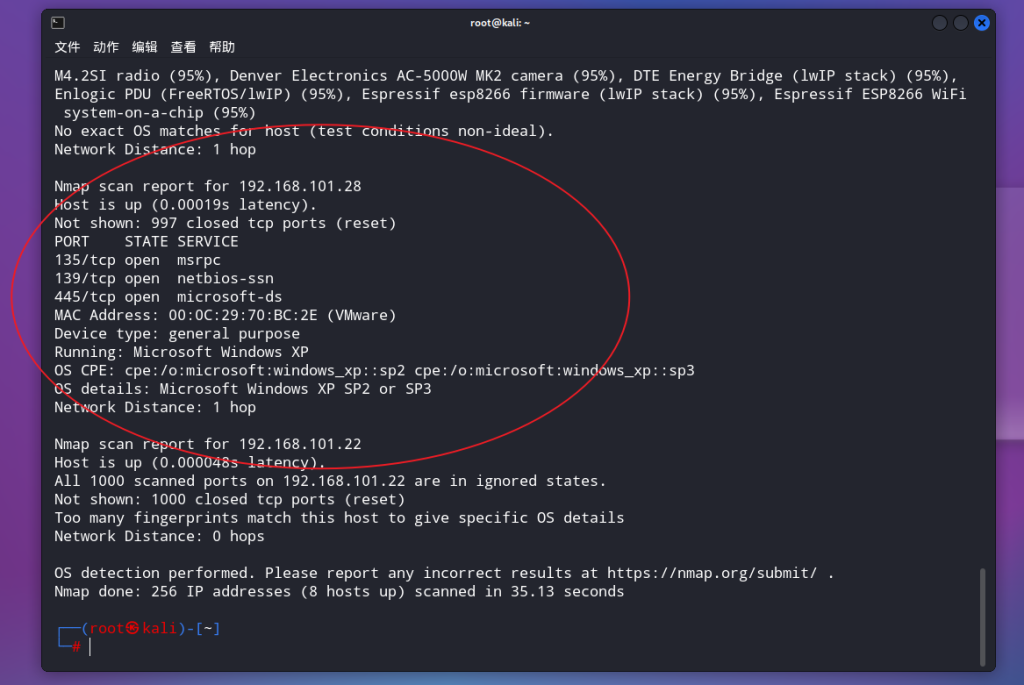 root@kali: ~
文件 动作 编辑 查看 帮助
M4.2SI radio (95%), Denver Electronics AC-5000W MK2 camera (95%), DTE Energy Bridge (lwIP stack) (95%),
Enlogic PDU (FreeRTOS/lwIP) (95%), Espressif esp8266 firmware (lwIP stack) (95%), Espressif ESP8266 WiFi
system-on-a-chip (95%)
No exact OS matches for host (test conditions non-ideal).
Network Distance: 1 hop
Nmap scan report for 192.168.101.28
Host is up (0.00019s latency).
Not shown: 997 closed tcp ports (reset)
PORT    STATE SERVICE
135/tcp open  msrpc
139/tcp open  netbios-ssn
445/tcp open  microsoft-ds
MAC Address: 00:0C:29:70:BC:2E (VMware)
Device type: general purpose
Running: Microsoft Windows XP
OS CPE: cpe:/o:microsoft:windows_xp::sp2 cpe:/o:microsoft:windows_xp::sp3
OS details: Microsoft Windows XP SP2 or SP3
Network Distance: 1 hop
Nmap scan report for 192.168.101.22
Host is up (0.000048s latency).
All 1000 scanned ports on 192.168.101.22 are in ignored states.
Not shown: 1000 closed tcp ports (reset)
Too many fingerprints match this host to give specific OS details
Network Distance: 0 hops
OS detection performed. Please report any incorrect results at https://nmap.org/submit/ .
Nmap done: 256 IP addresses (8 hosts up) scanned in 35.13 seconds
┌──(root㉿kali)-[~]
└─#